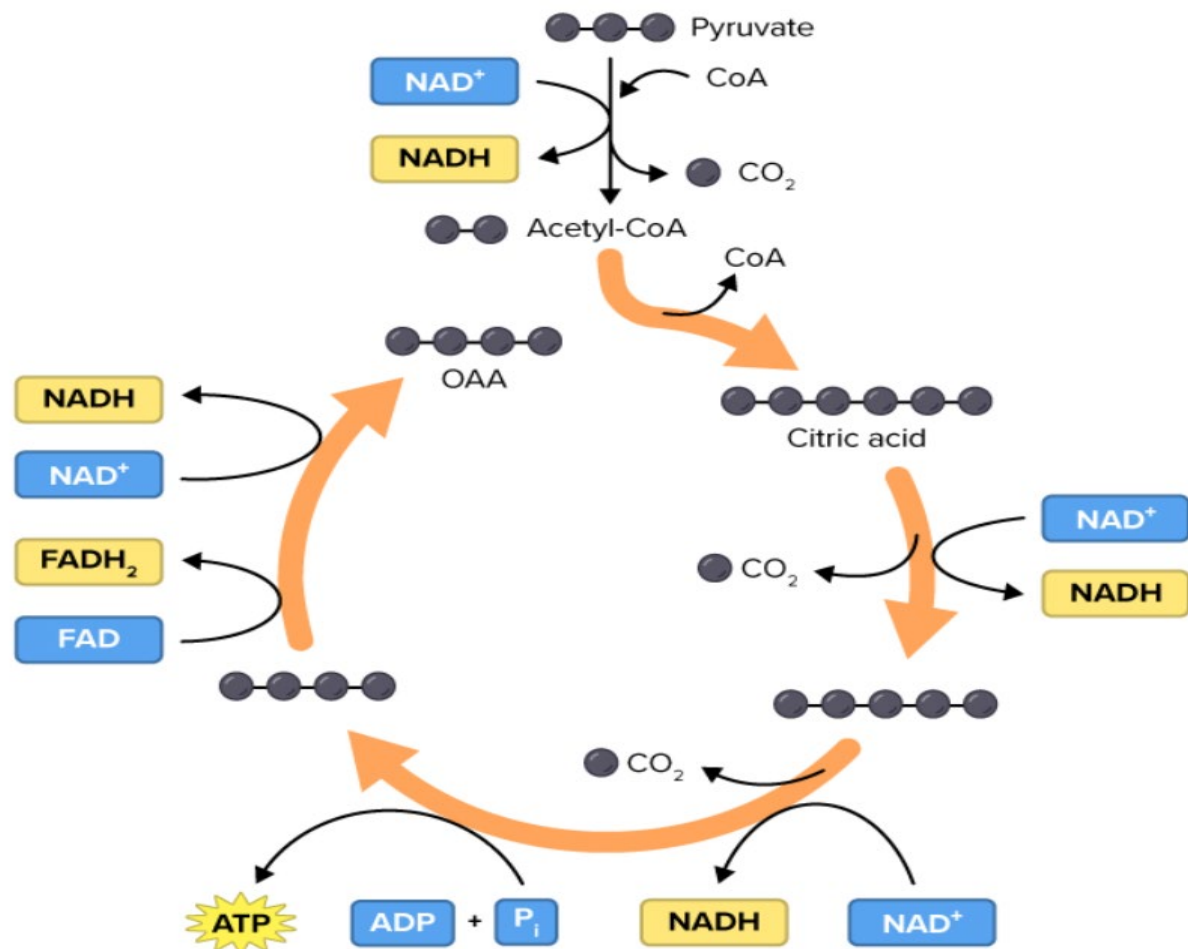 Pyruvate
NAD⁺
CoA
NADH
CO₂
Acetyl-CoA
CoA
OAA
NADH
Citric acid
NAD⁺
NAD⁺
FADH₂
CO₂
NADH
FAD
CO₂
ATP
ADP + Pᵢ
NADH
NAD⁺